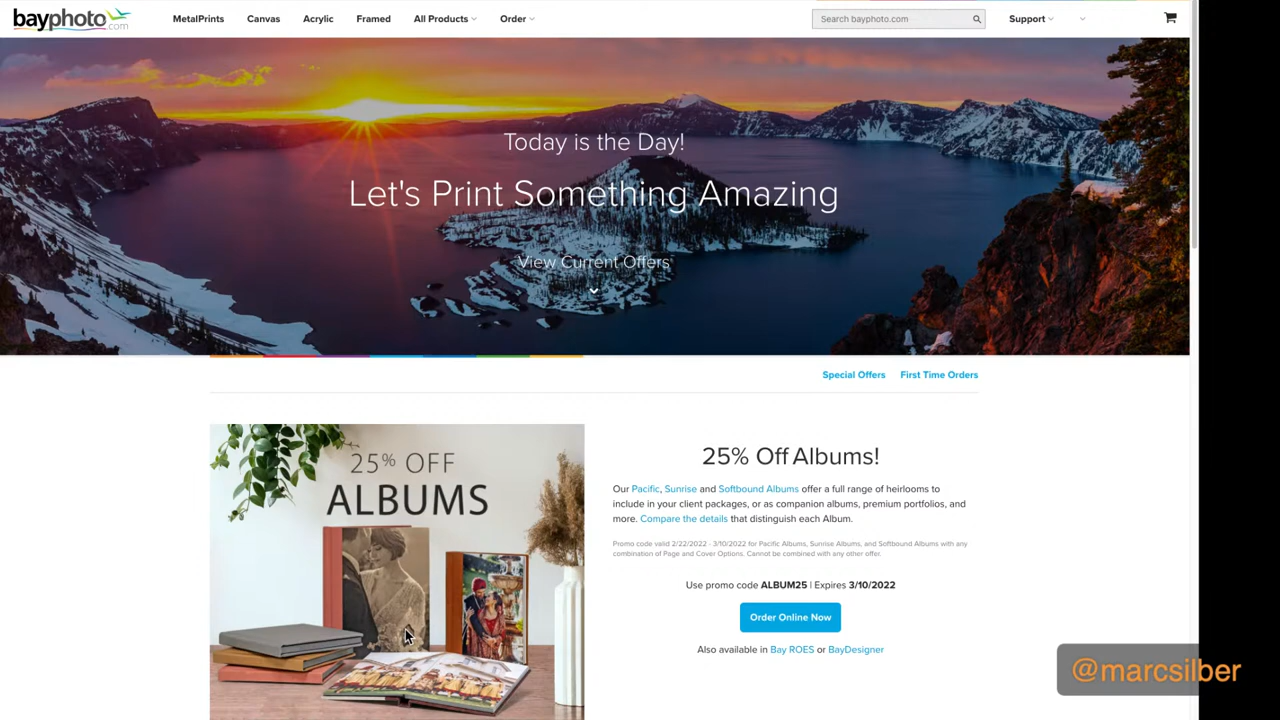 bayphoto.com
MetalPrints Canvas Acrylic Framed All Products Order
Search bayphoto.com
Support
Today is the Day!
Let's Print Something Amazing
View Current Offers
Special Offers First Time Orders
25% OFF
ALBUMS
25% Off Albums!
Our Pacific, Sunrise and Softbound Albums offer a full range of heirlooms to
include in your client packages, or as companion albums, premium portfolios, and
more. Compare the details that distinguish each Album.
Promo code valid 2/22/2022 - 3/10/2022 for Pacific Albums, Sunrise Albums, and Softbound Albums with any
combination of Page and Cover Options. Cannot be combined with any other offer.
Use promo code ALBUM25 | Expires 3/10/2022
Order Online Now
Also available in Bay ROES or BayDesigner
@marcsilber